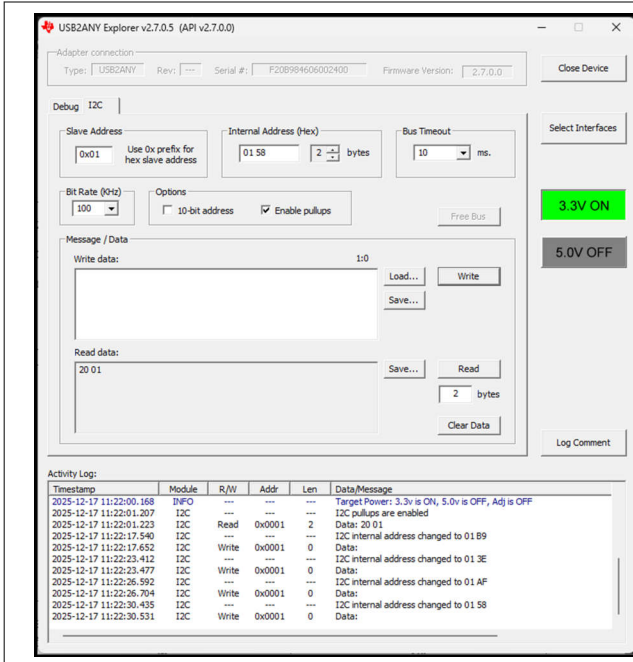 USB2ANY Explorer v2.7.0.5 (API v2.7.0.0)
Adapter connection
Type: USB2ANY Rev: --- Serial #: F20B984606002400 Firmware Version: 2.7.0.0
Close Device
Debug I2C
Select Interfaces
Slave Address
0x01
Use 0x prefix for
hex slave address
Internal Address (Hex)
01 58
2 bytes
Bus Timeout
10 ms.
Bit Rate (KHz)
100
Options
10-bit address Enable pullups
Free Bus
3.3V ON
5.0V OFF
Message / Data
Write data: 1:0
Load... Write
Save...
Read data:
20 01
Save... Read
2 bytes
Clear Data
Log Comment
Activity Log:
Timestamp Module R/W Addr Len Data/Message
2025-12-17 11:22:00.168 INFO --- --- --- Target Power: 3.3v is ON, 5.0v is OFF, Adj is OFF
2025-12-17 11:22:01.207 I2C --- --- --- I2C pullups are enabled
2025-12-17 11:22:01.223 I2C Read 0x0001 2 Data: 20 01
2025-12-17 11:22:17.540 I2C --- --- --- I2C internal address changed to 01 B9
2025-12-17 11:22:17.652 I2C Write 0x0001 0 Data:
2025-12-17 11:22:23.412 I2C --- --- --- I2C internal address changed to 01 3E
2025-12-17 11:22:23.477 I2C Write 0x0001 0 Data:
2025-12-17 11:22:26.592 I2C --- --- --- I2C internal address changed to 01 AF
2025-12-17 11:22:26.704 I2C Write 0x0001 0 Data:
2025-12-17 11:22:30.435 I2C --- --- --- I2C internal address changed to 01 58
2025-12-17 11:22:30.531 I2C Write 0x0001 0 Data: